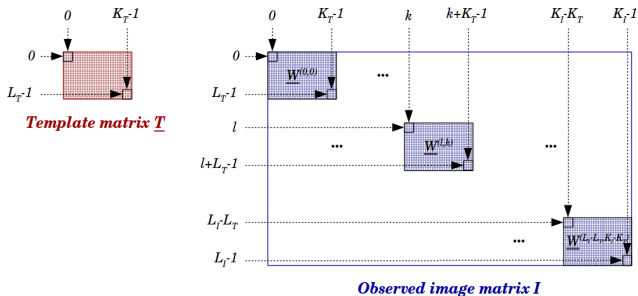 0 K_T-1 0 K_T-1 k k+K_T-1 K_I-K_T K_I-1
0 0
W^(0,0) ...
L_T-1 L_T-1
Template matrix T
l
... W^(l,k) ...
l+L_T-1
L_I-L_T
... W^(L_I-L_T,K_I-K_T)
L_I-1
Observed image matrix I